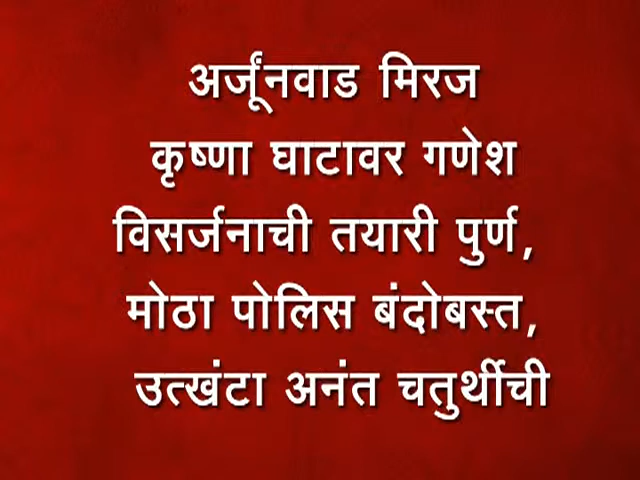 अर्जूंनवाड मिरज
कृष्णा घाटावर गणेश
विसर्जनाची तयारी पुर्ण,
मोठा पोलिस बंदोबस्त,
उत्खंटा अनंत चतुर्थीची